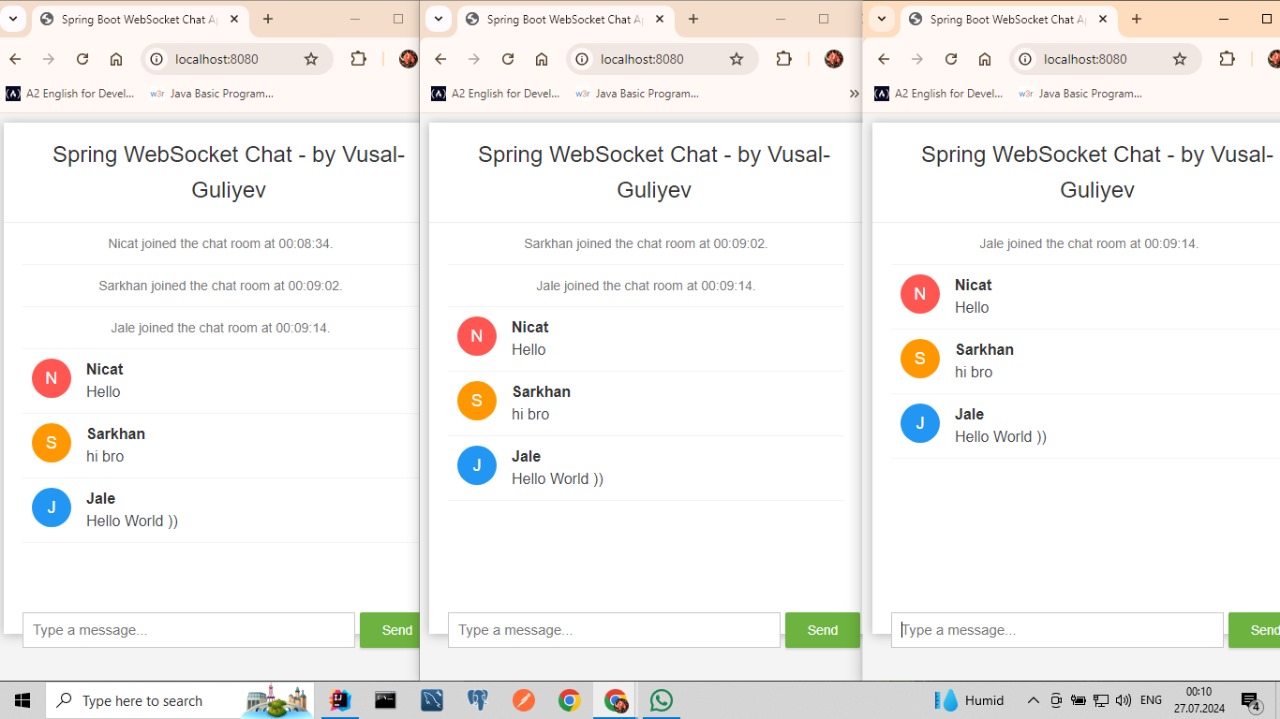 Spring Boot WebSocket Chat A
localhost:8080
A2 English for Devel...
w3r Java Basic Program...
Spring WebSocket Chat - by Vusal-
Guliyev
Nicat joined the chat room at 00:08:34.
Sarkhan joined the chat room at 00:09:02.
Jale joined the chat room at 00:09:14.
N
Nicat
Hello
S
Sarkhan
hi bro
J
Jale
Hello World ))
Type a message...
Send
Spring Boot WebSocket Chat A
localhost:8080
A2 English for Devel...
w3r Java Basic Program...
»
Spring WebSocket Chat - by Vusal-
Guliyev
Sarkhan joined the chat room at 00:09:02.
Jale joined the chat room at 00:09:14.
N
Nicat
Hello
S
Sarkhan
hi bro
J
Jale
Hello World ))
Type a message...
Send
Spring Boot WebSocket Chat A
localhost:8080
A2 English for Devel...
w3r Java Basic Program...
Spring WebSocket Chat - by Vusal-
Guliyev
Jale joined the chat room at 00:09:14.
N
Nicat
Hello
S
Sarkhan
hi bro
J
Jale
Hello World ))
Type a message...
Send
Type here to search
Humid
ENG
00:10
27.07.2024
4